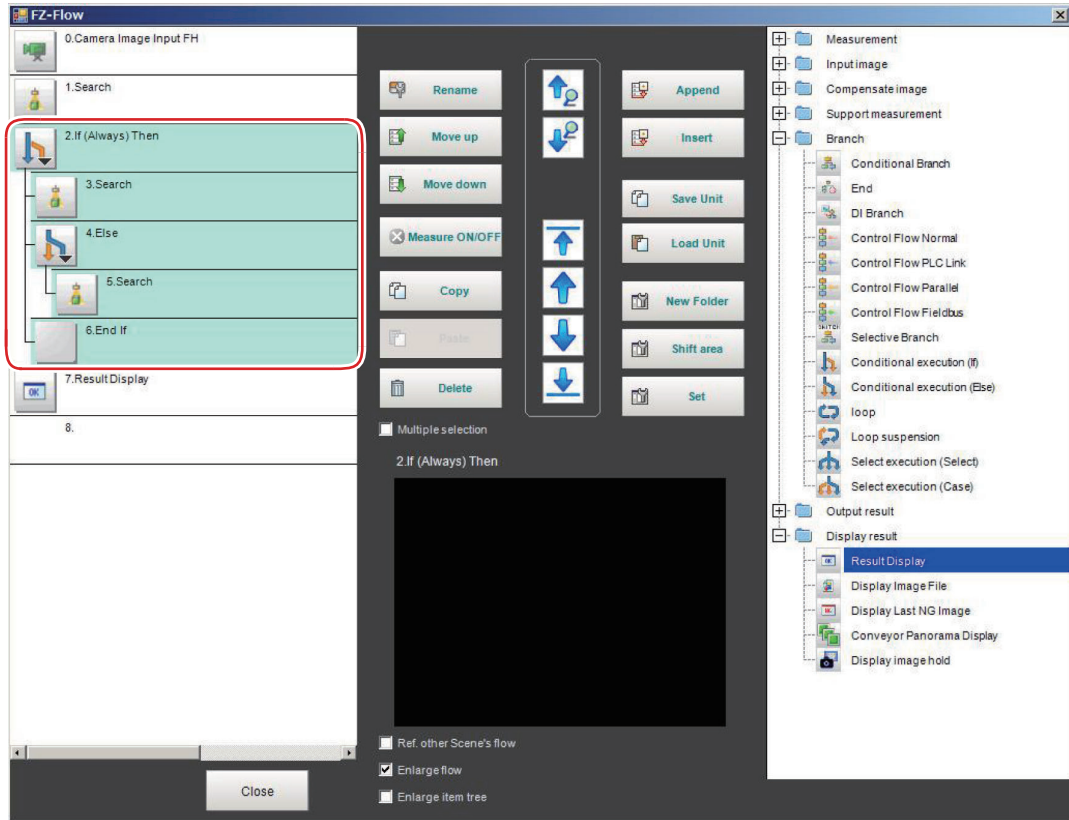 FZ-Flow
0.Camera Image Input FH
1.Search
2.If (Always) Then
3.Search
4.Else
5.Search
6.End If
7.Result Display
8.
Close
Rename
Move up
Move down
Measure ON/OFF
Copy
Paste
Delete
Append
Insert
Save Unit
Load Unit
New Folder
Shift area
Set
Multiple selection
2.If (Always) Then
Ref. other Scene's flow
Enlarge flow
Enlarge item tree
Measurement
Input image
Compensate image
Support measurement
Branch
Conditional Branch
End
DI Branch
Control Flow Normal
Control Flow PLC Link
Control Flow Parallel
Control Flow Fieldbus
Selective Branch
Conditional execution (If)
Conditional execution (Else)
loop
Loop suspension
Select execution (Select)
Select execution (Case)
Output result
Display result
OK
OK
Result Display
Display Image File
Display Last NG Image
Conveyor Panorama Display
Display image hold